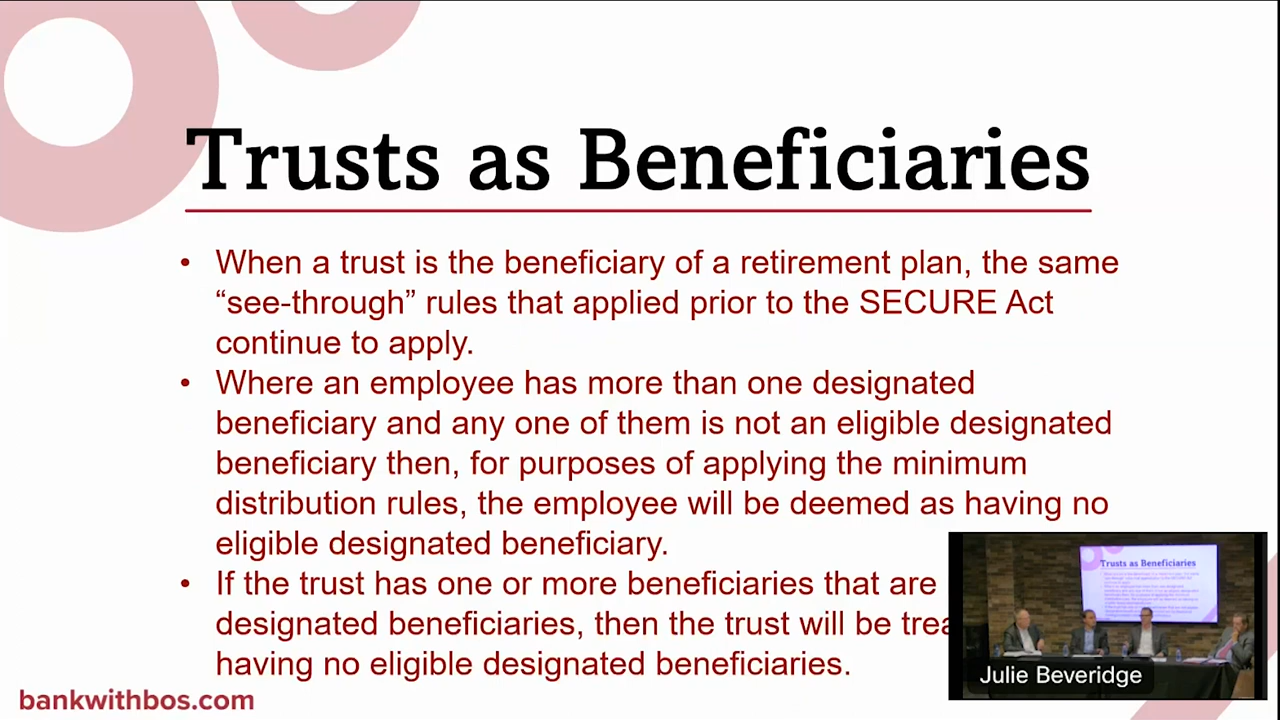 Trusts as Beneficiaries
• When a trust is the beneficiary of a retirement plan, the same
“see-through” rules that applied prior to the SECURE Act
continue to apply.
• Where an employee has more than one designated
beneficiary and any one of them is not an eligible designated
beneficiary then, for purposes of applying the minimum
distribution rules, the employee will be deemed as having no
eligible designated beneficiary.
• If the trust has one or more beneficiaries that are
designated beneficiaries, then the trust will be trea
having no eligible designated beneficiaries.
bankwithbos.com
Trusts as Beneficiaries
Julie Beveridge